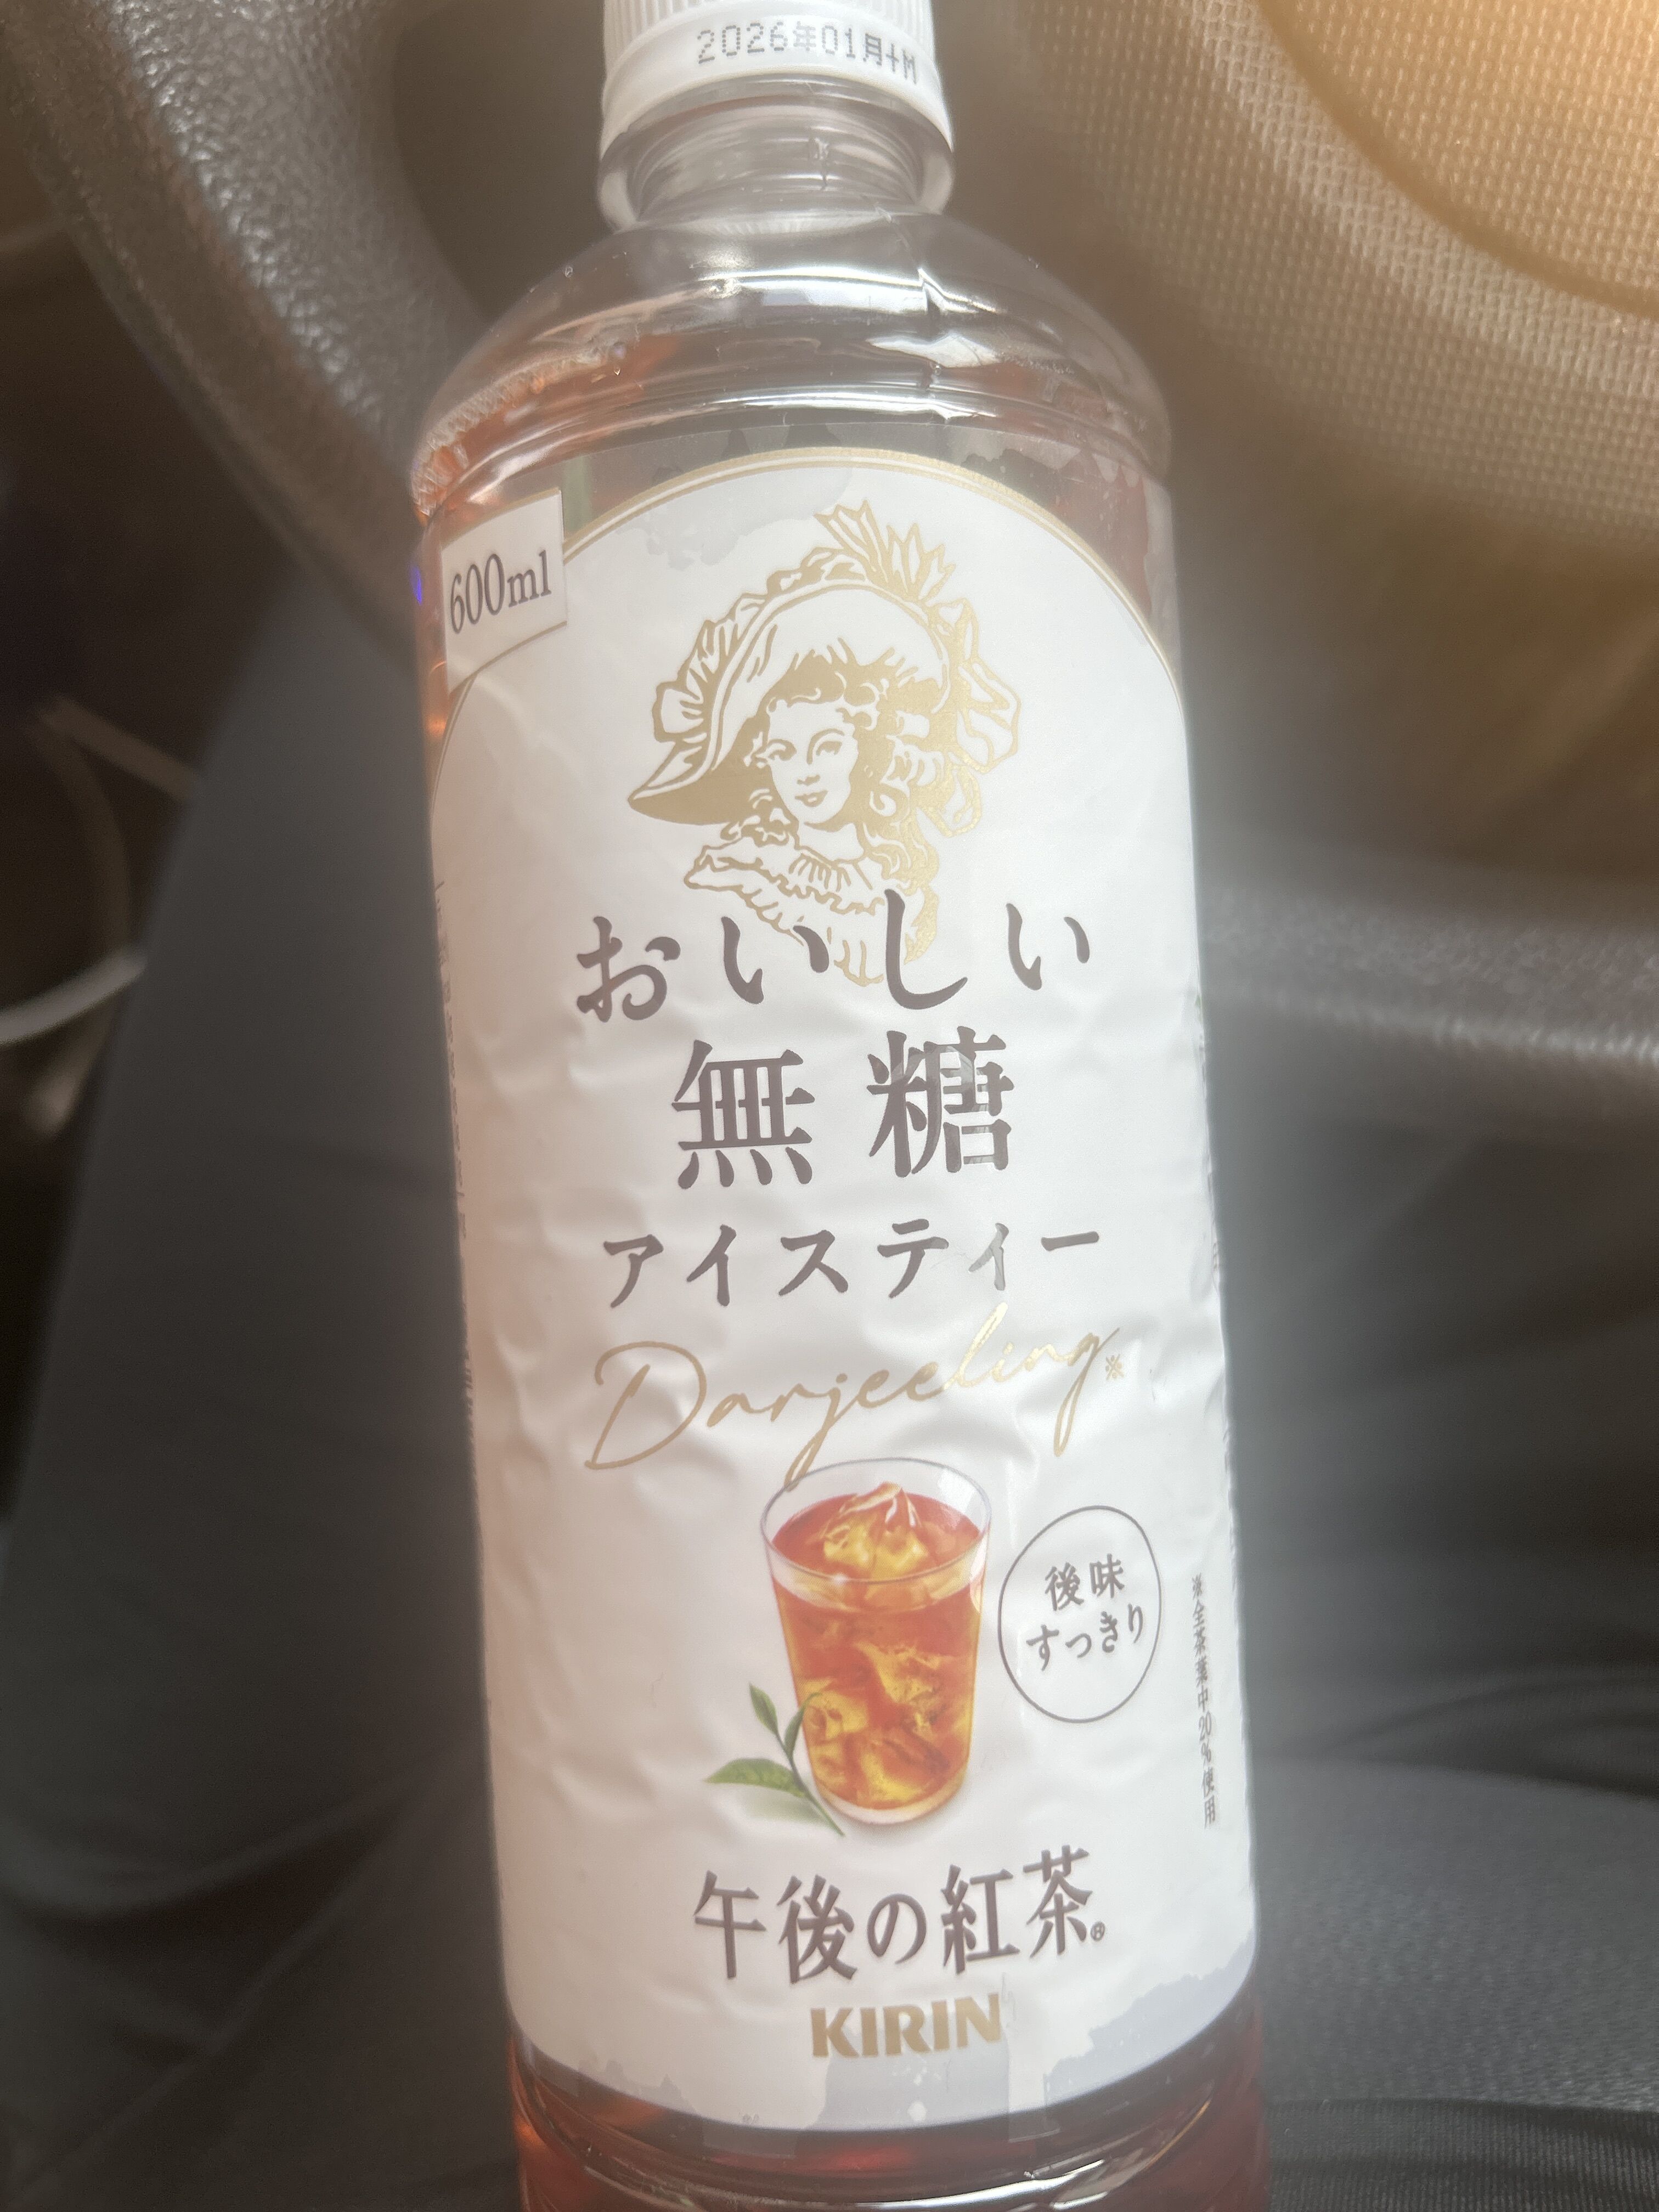 2026年01月+M
600ml
おいしい
無糖
アイスティー
Darjeeling※
後味
すっきり
※全茶葉中20%使用
午後の紅茶®
KIRIN